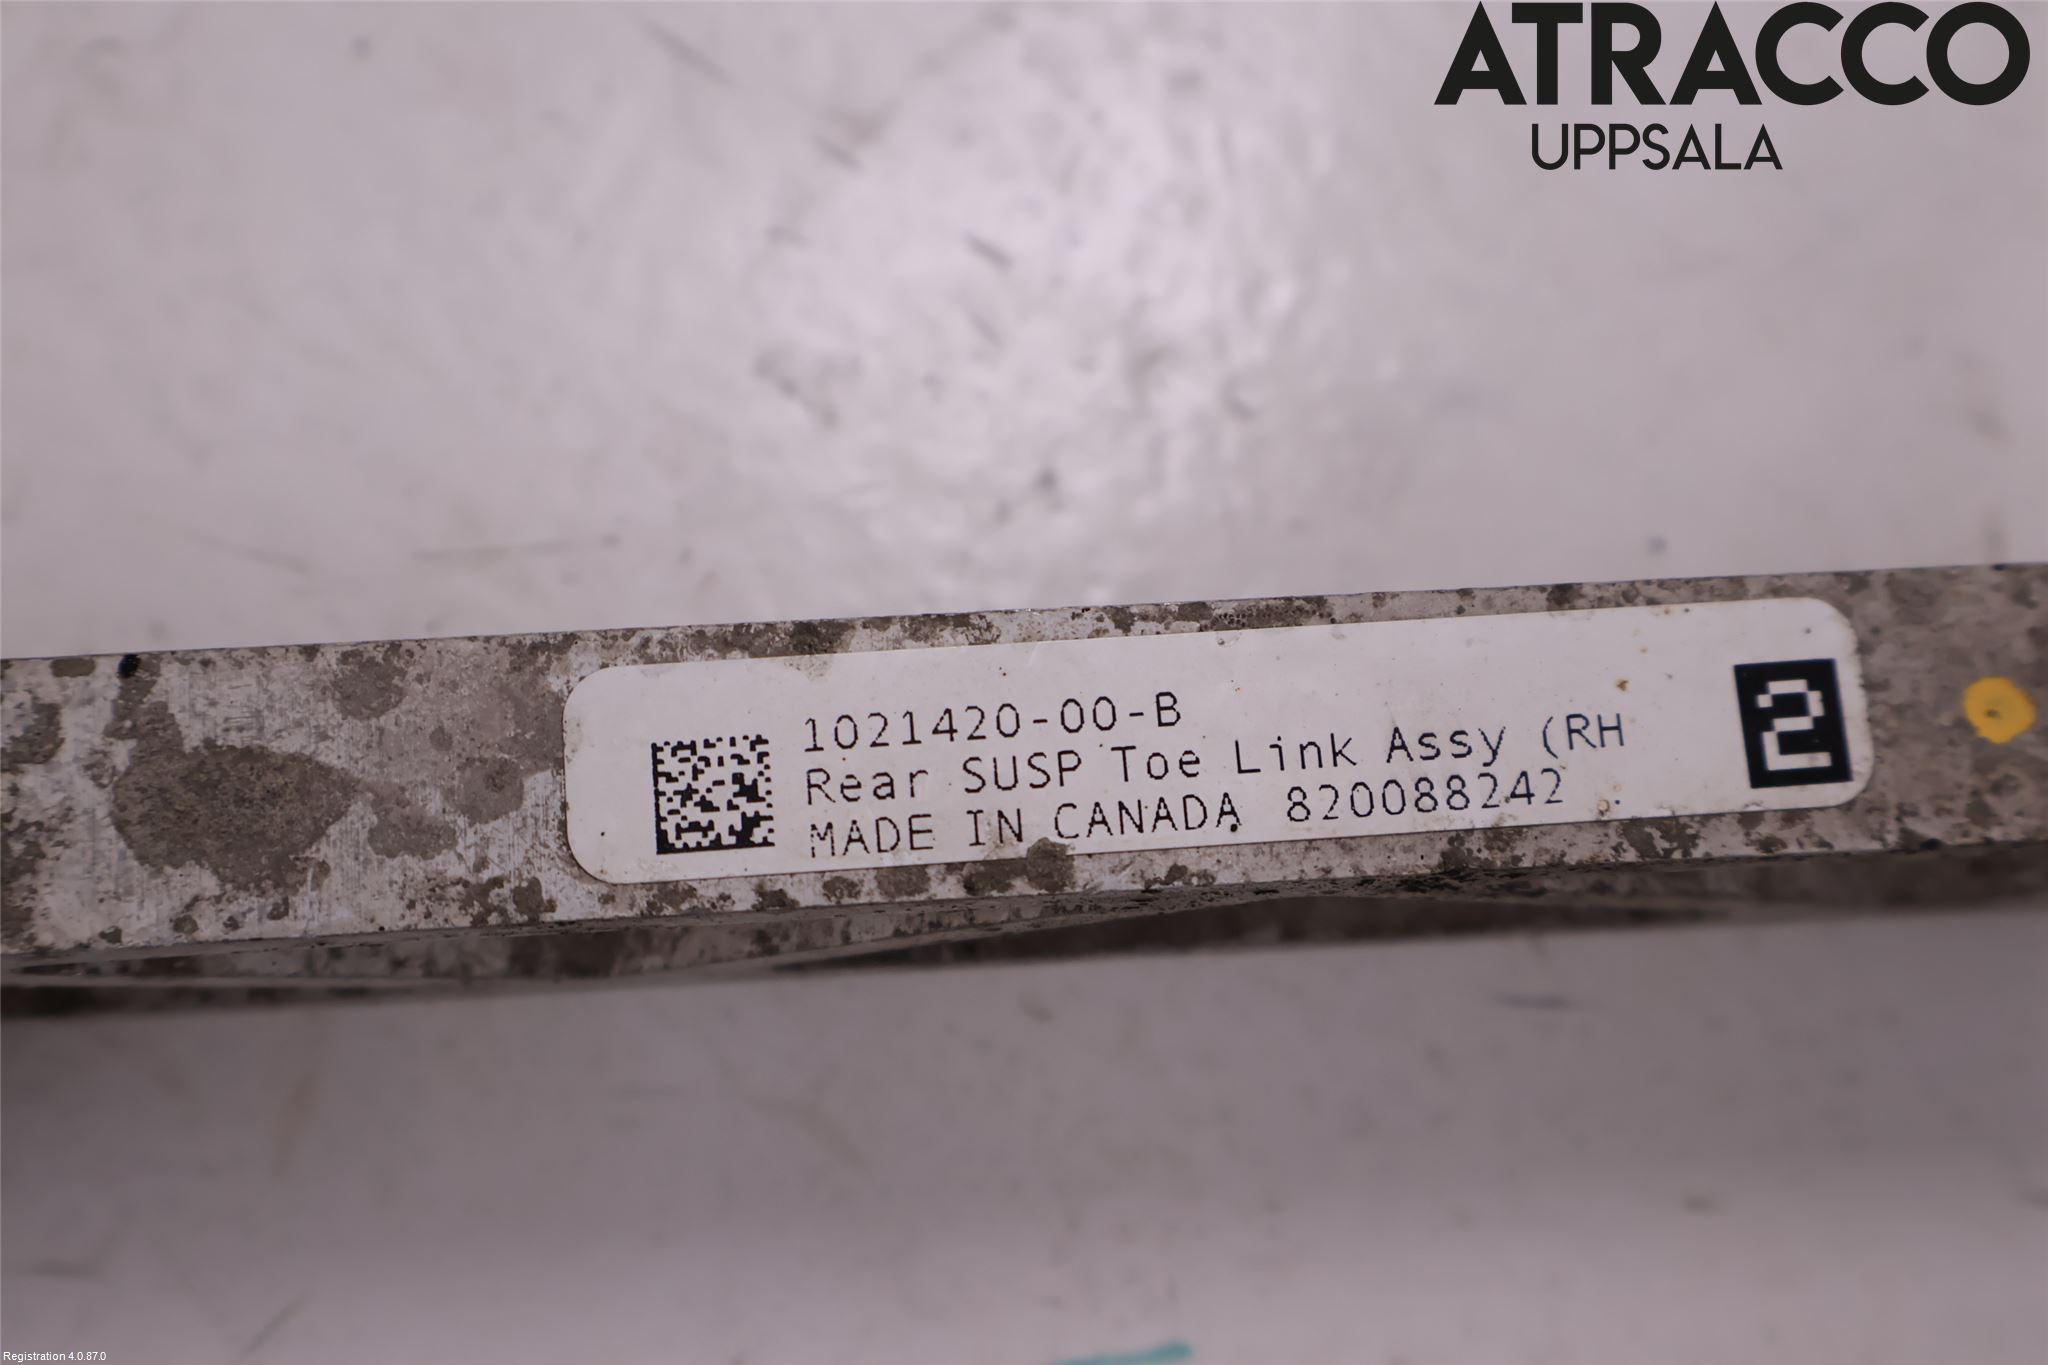 ATRACCO
UPPSALA
1021420-00-B
Rear SUSP Toe Link Assy (RH
MADE IN CANADA 820088242
2
Registration 4.0.87.0